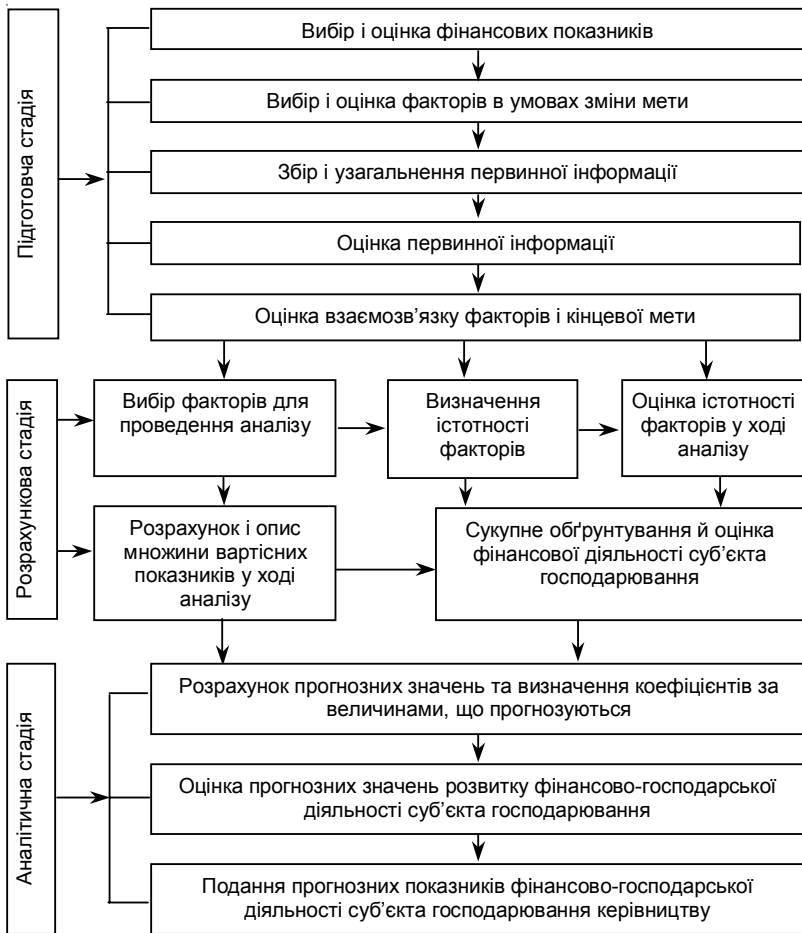 Підготовча стадія
Вибір і оцінка фінансових показників
Вибір і оцінка факторів в умовах зміни мети
Збір і узагальнення первинної інформації
Оцінка первинної інформації
Оцінка взаємозв’язку факторів і кінцевої мети
Розрахункова стадія
Вибір факторів для
проведення аналізу
Визначення
істотності
факторів
Оцінка істотності
факторів у ході
аналізу
Розрахунок і опис
множини вартісних
показників у ході
аналізу
Сукупне обґрунтування й оцінка
фінансової діяльності суб’єкта
господарювання
Аналітична стадія
Розрахунок прогнозних значень та визначення коефіцієнтів за
величинами, що прогнозуються
Оцінка прогнозних значень розвитку фінансово-господарської
діяльності суб’єкта господарювання
Подання прогнозних показників фінансово-господарської
діяльності суб’єкта господарювання керівництву